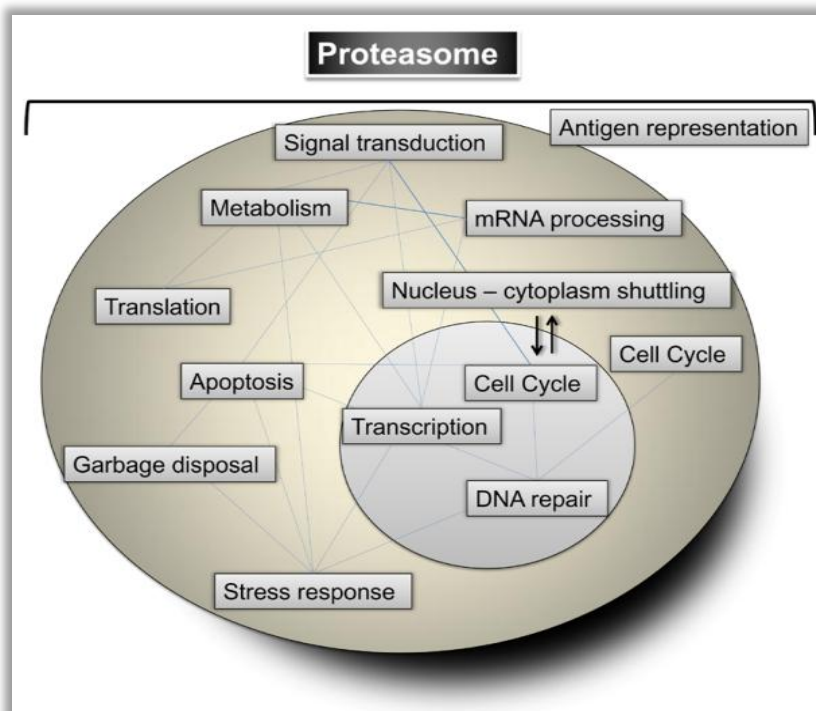 Proteasome
Antigen representation
Signal transduction
Metabolism
mRNA processing
Nucleus – cytoplasm shuttling
Translation
Cell Cycle
Apoptosis
Cell Cycle
Transcription
Garbage disposal
DNA repair
Stress response